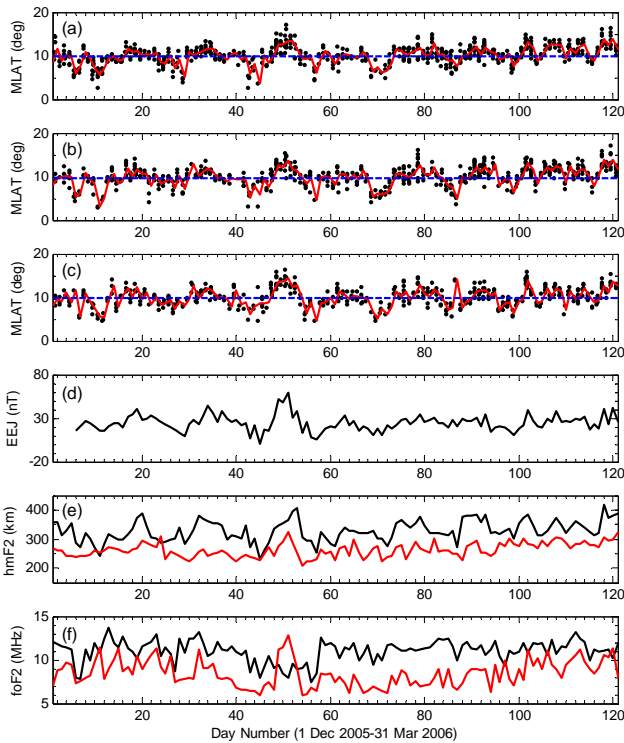 (a)
MLAT (deg)
20
10
0
20 40 60 80 100 120
(b)
MLAT (deg)
20
10
0
20 40 60 80 100 120
(c)
MLAT (deg)
20
10
0
20 40 60 80 100 120
(d)
EEJ (nT)
80
30
-20
20 40 60 80 100 120
(e)
hmF2 (km)
400
300
200
20 40 60 80 100 120
(f)
foF2 (MHz)
15
10
5
20 40 60 80 100 120
Day Number (1 Dec 2005-31 Mar 2006)